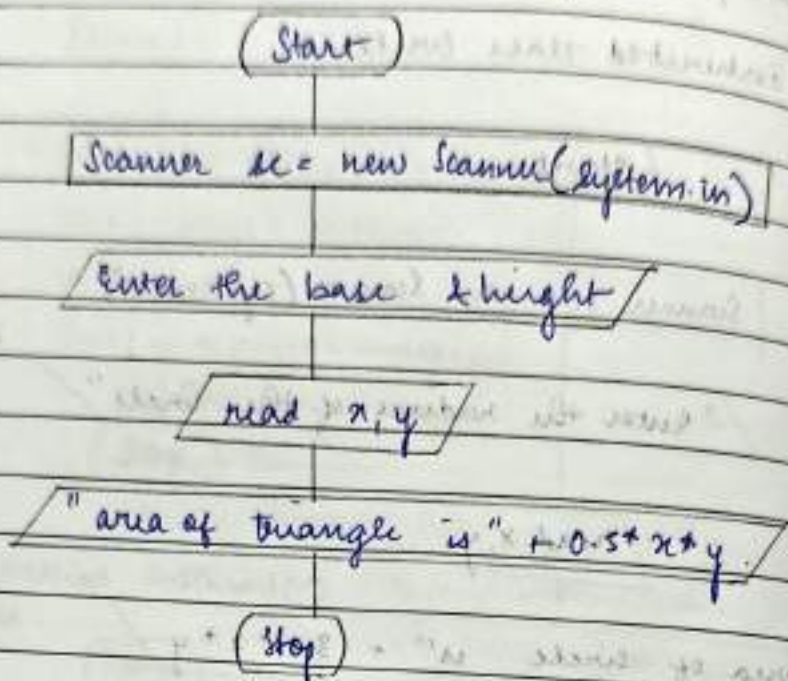 Start
Scanner sc = new Scanner(System.in)
Enter the base & height
read x, y
"area of triangle is" + 0.5* x* y
Stop